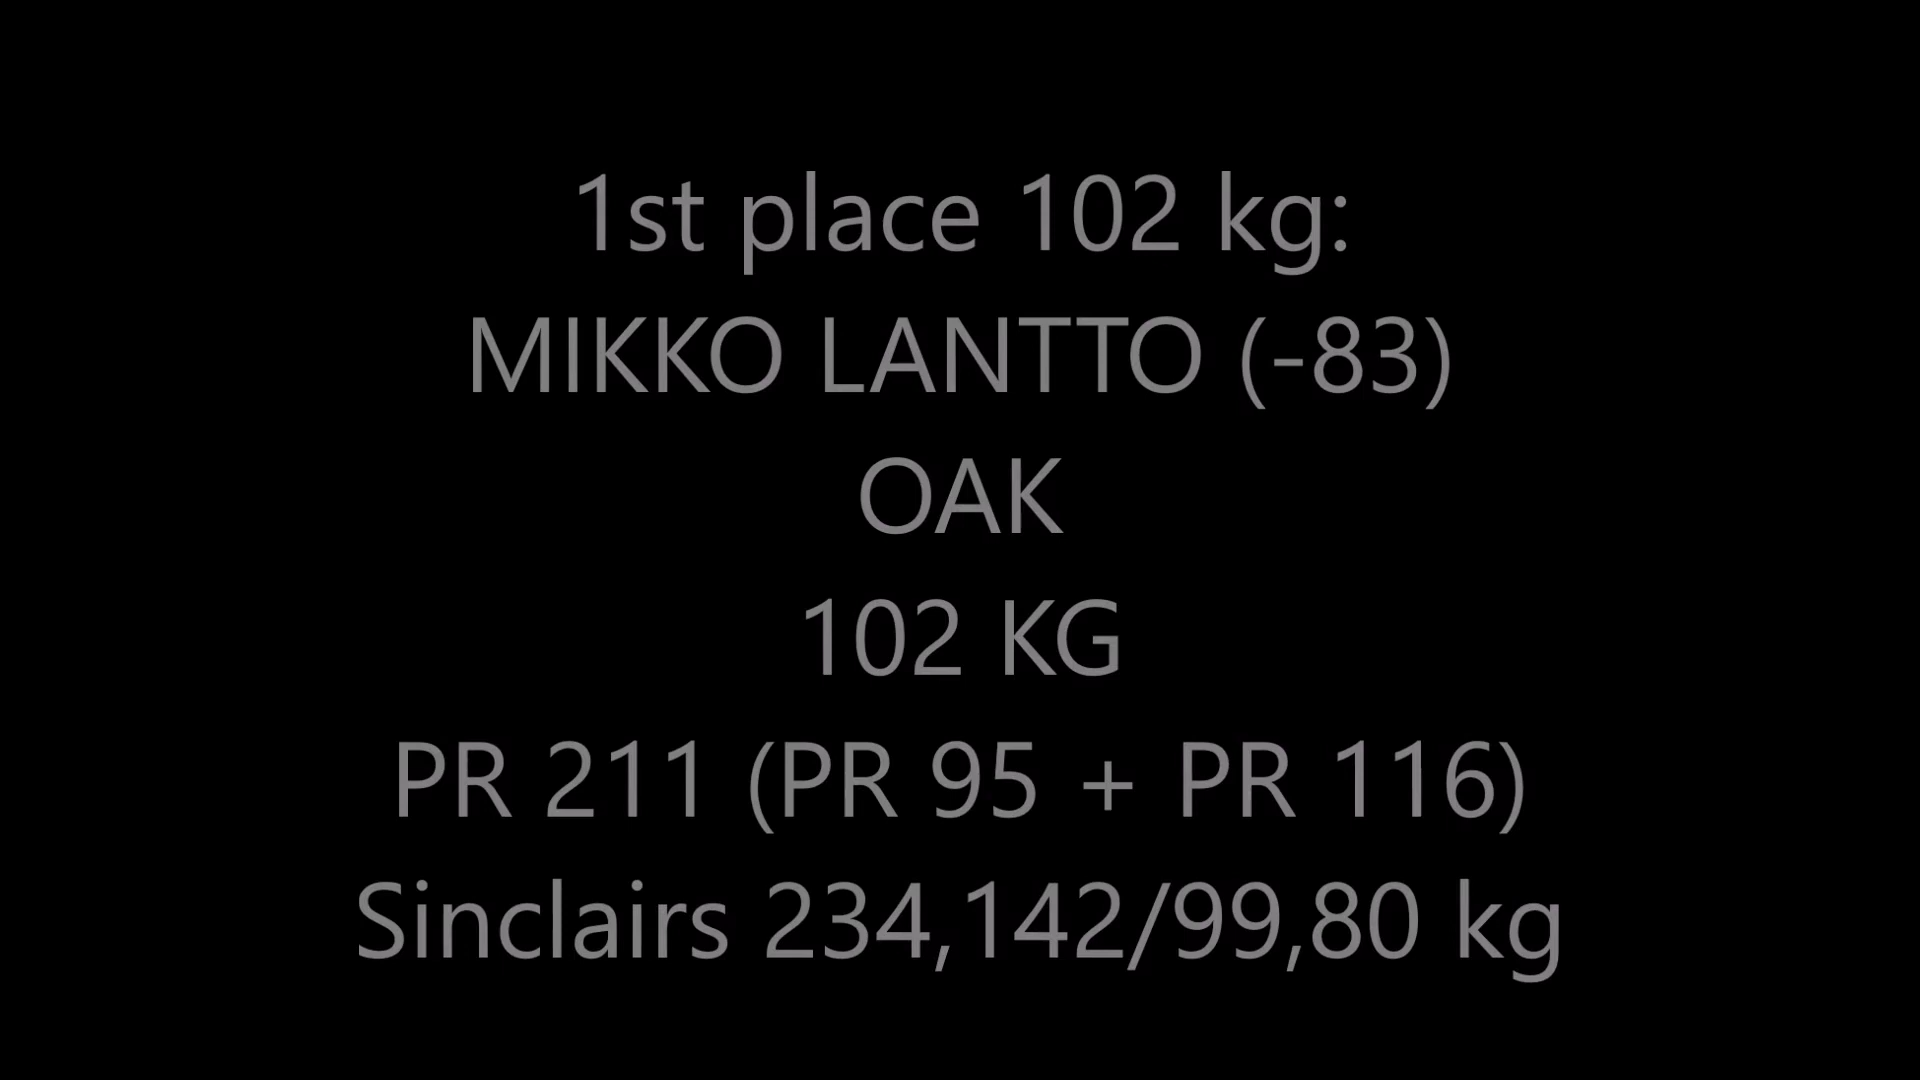 1st place 102 kg:
MIKKO LANTTO (-83)
OAK
102 KG
PR 211 (PR 95 + PR 116)
Sinclairs 234,142/99,80 kg